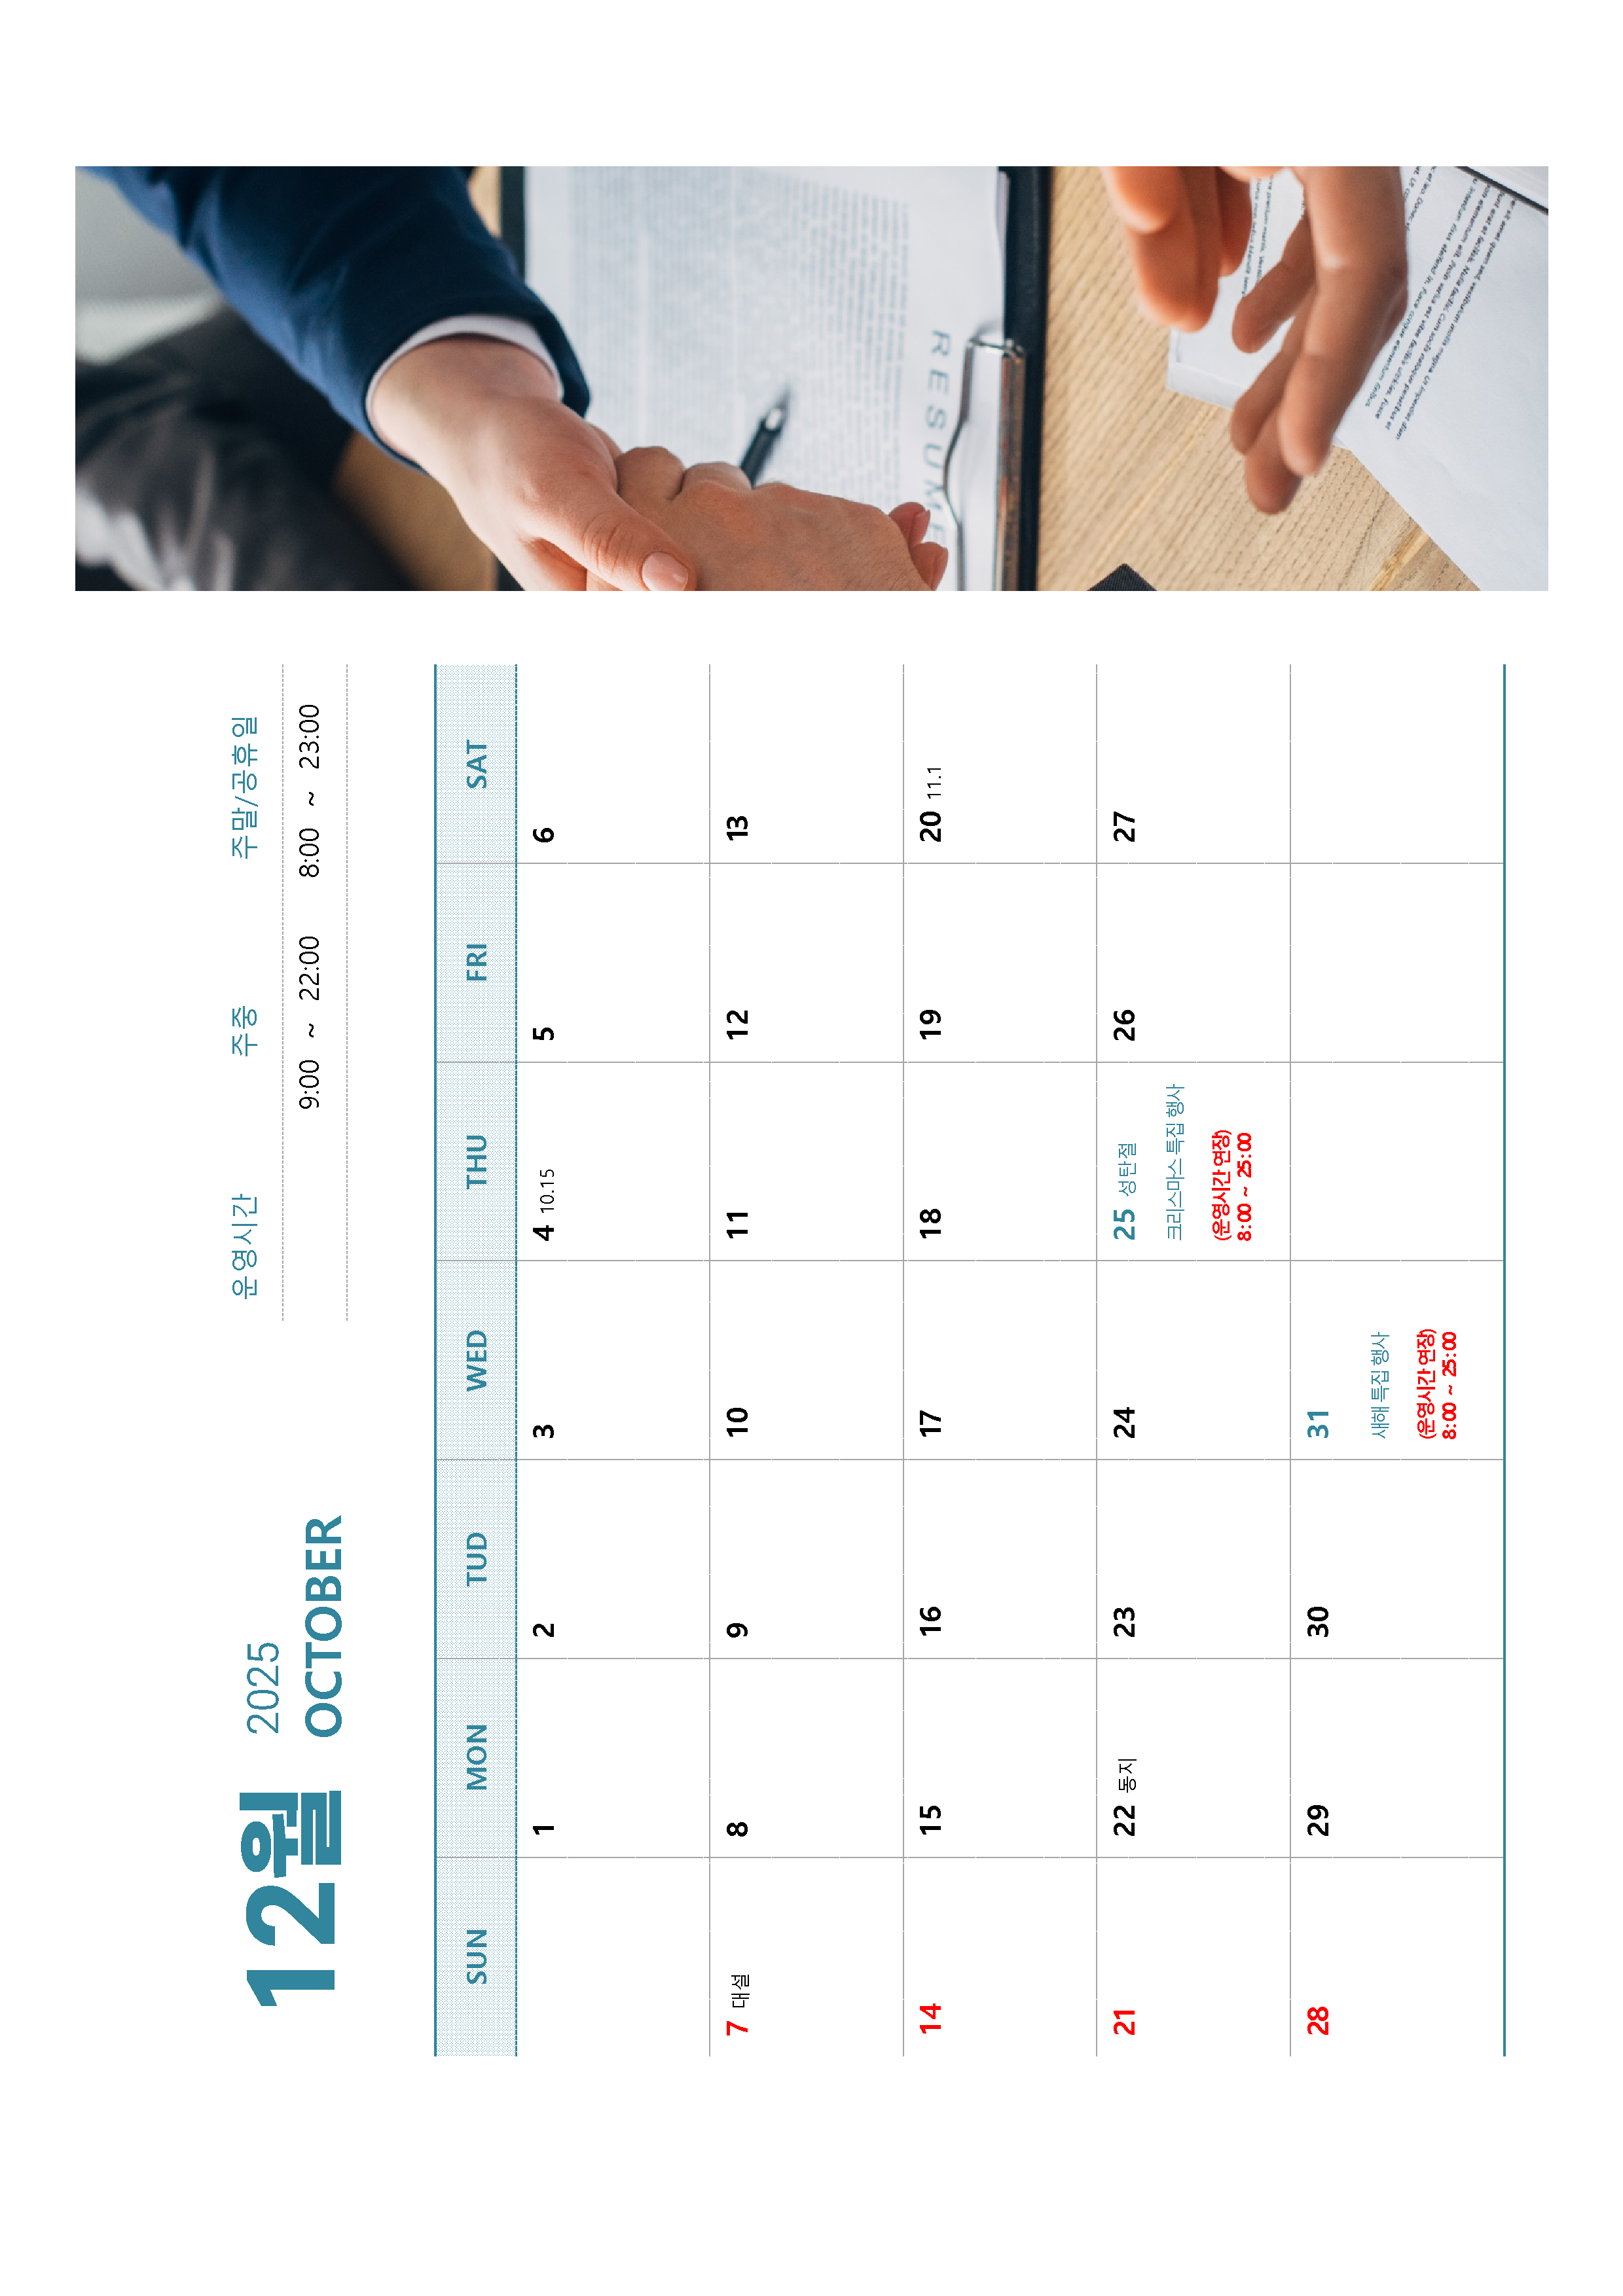 12월
2025
OCTOBER
운영시간 주중 주말/공휴일
9:00 ~ 22:00 8:00 ~ 23:00
SUN MON TUD WED THU FRI SAT
1 2 3 4 10.15 5 6
7 대설 8 9 10 11 12 13
14 15 16 17 18 19 20 11.1
21 22 동지 23 24 25 성탄절 26 27
크리스마스 특집 행사
(운영시간 연장)
8:00 ~ 25:00
28 29 30 31
새해 특집 행사
(운영시간 연장)
8:00 ~ 25:00
RESUME